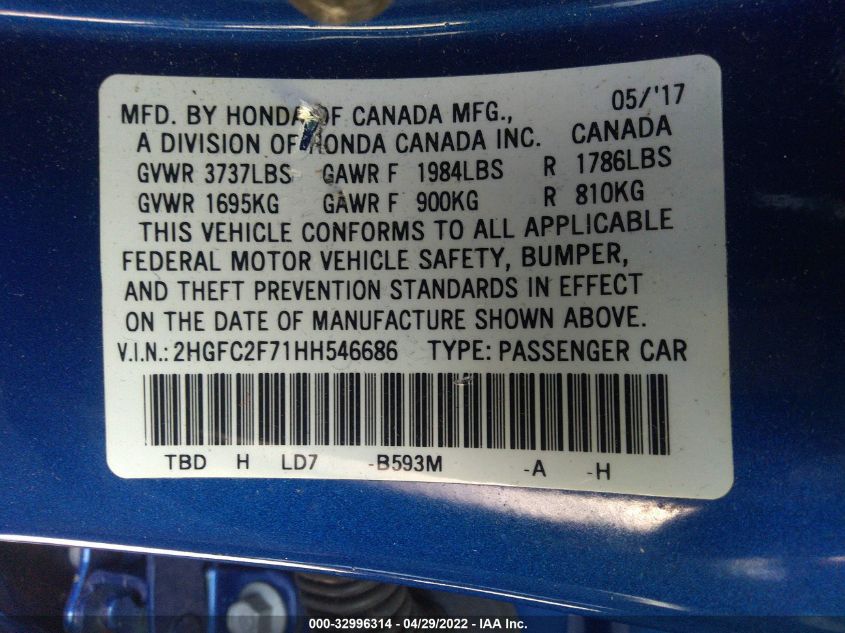 MFD. BY HONDA OF CANADA MFG., 05/'17
A DIVISION OF HONDA CANADA INC. CANADA
GVWR 3737LBS GAWR F 1984LBS R 1786LBS
GVWR 1695KG GAWR F 900KG R 810KG
THIS VEHICLE CONFORMS TO ALL APPLICABLE
FEDERAL MOTOR VEHICLE SAFETY, BUMPER,
AND THEFT PREVENTION STANDARDS IN EFFECT
ON THE DATE OF MANUFACTURE SHOWN ABOVE.
V.I.N.: 2HGFC2F71HH546686 TYPE: PASSENGER CAR
TBD H LD7 -B593M -A -H
000-32996314 - 04/29/2022 - IAA Inc.